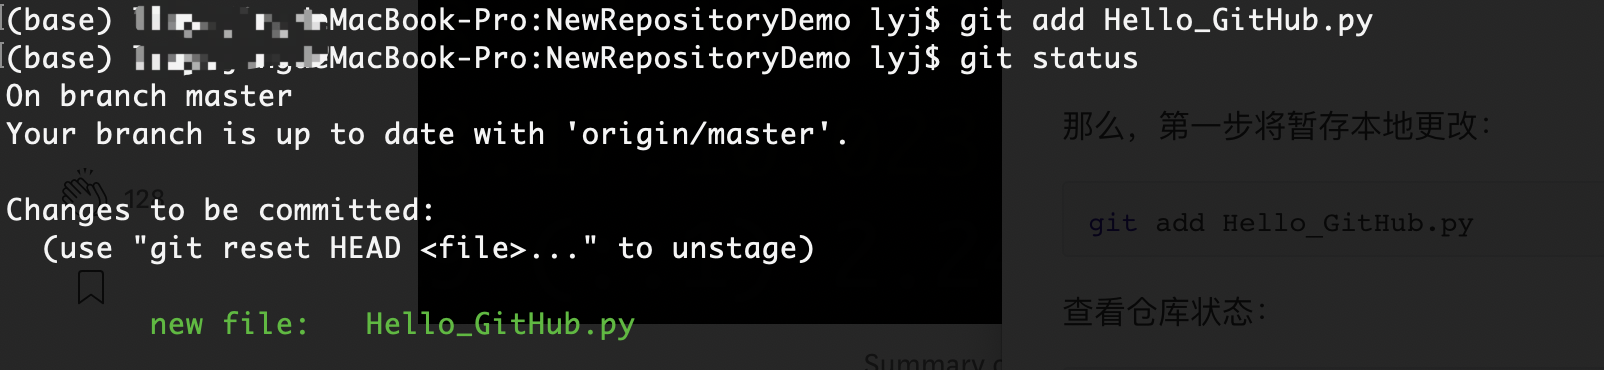 (base) MacBook-Pro:NewRepositoryDemo lyj$ git add Hello_GitHub.py
(base) MacBook-Pro:NewRepositoryDemo lyj$ git status
On branch master
Your branch is up to date with 'origin/master'.
Changes to be committed:
(use "git reset HEAD <file>..." to unstage)
new file: Hello_GitHub.py
128
那么，第一步将暂存本地更改：
git add Hello_GitHub.py
查看仓库状态：
Summary